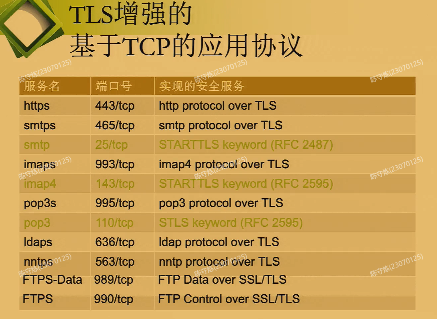 TLS增强的
基于TCP的应用协议
服务名 端口号 实现的安全服务
https 443/tcp http protocol over TLS
smtps 465/tcp smtp protocol over TLS
smtp 25/tcp STARTTLS keyword (RFC 2487)
imaps 993/tcp imap4 protocol over TLS
imap4 143/tcp STARTTLS keyword (RFC 2595)
pop3s 995/tcp pop3 protocol over TLS
pop3 110/tcp STLS keyword (RFC 2595)
ldaps 636/tcp ldap protocol over TLS
nntps 563/tcp nntp protocol over TLS
FTPS-Data 989/tcp FTP Data over SSL/TLS
FTPS 990/tcp FTP Control over SSL/TLS